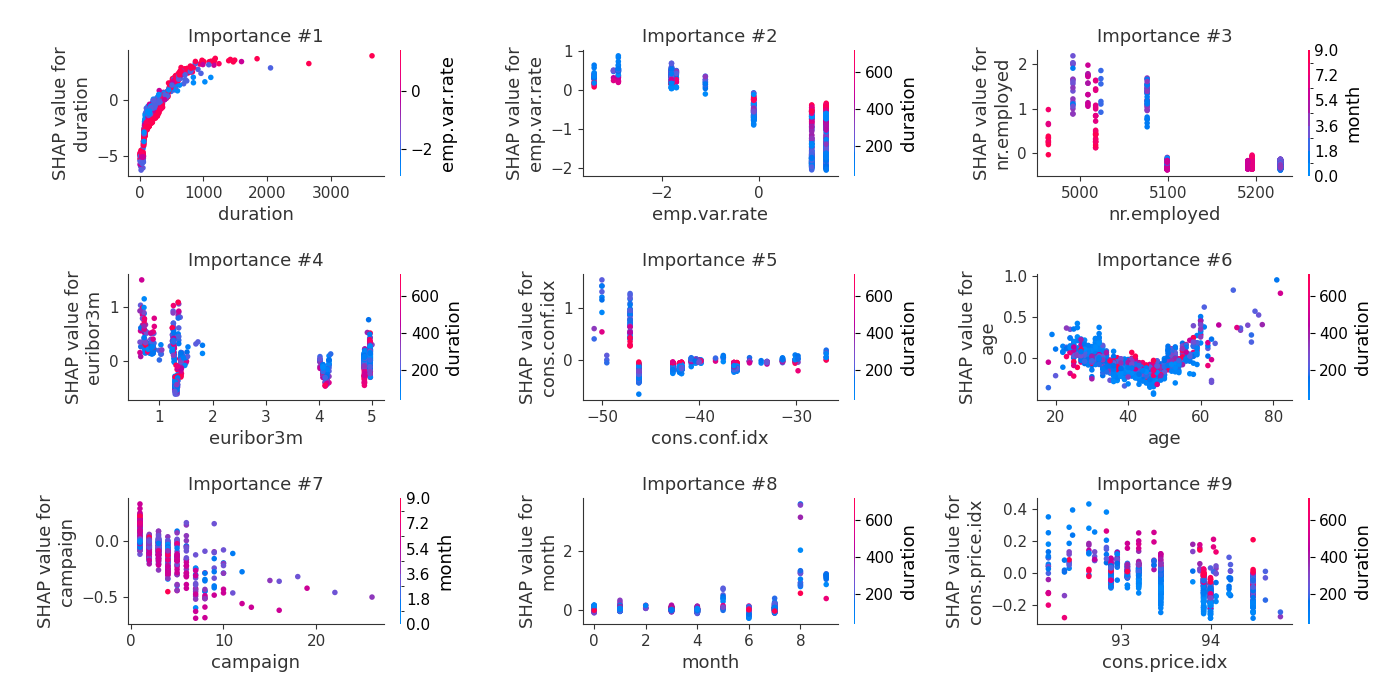 Importance #1
SHAP value for
duration
0
−5
0
1000
2000
3000
duration
0
−2
emp.var.rate
Importance #2
SHAP value for
emp.var.rate
1
0
−1
−2
−2
0
emp.var.rate
600
400
200
duration
Importance #3
SHAP value for
nr.employed
2
1
0
5000
5100
5200
nr.employed
9.0
7.2
5.4
3.6
1.8
0.0
month
Importance #4
SHAP value for
euribor3m
1
0
1
2
3
4
5
euribor3m
600
400
200
duration
Importance #5
SHAP value for
cons.conf.idx
1
0
−50
−40
−30
cons.conf.idx
600
400
200
duration
Importance #6
SHAP value for
age
1.0
0.5
0.0
20
40
60
80
age
600
400
200
duration
Importance #7
SHAP value for
campaign
0.0
−0.5
0
10
20
campaign
9.0
7.2
5.4
3.6
1.8
0.0
month
Importance #8
SHAP value for
month
2
0
0
2
4
6
8
month
600
400
200
duration
Importance #9
SHAP value for
cons.price.idx
0.4
0.2
0.0
−0.2
93
94
cons.price.idx
600
400
200
duration